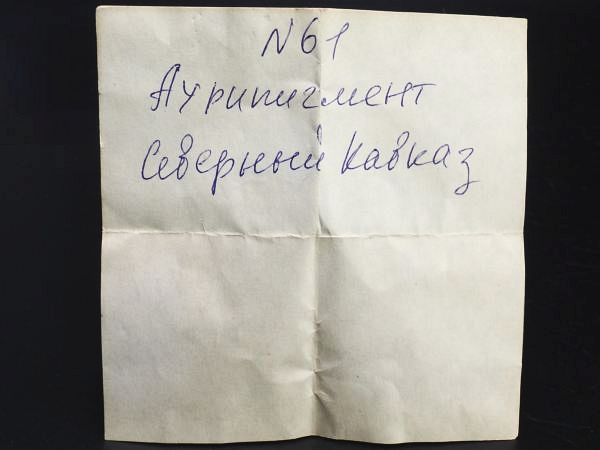 N61
Аурипигмент
Северный Кавказ